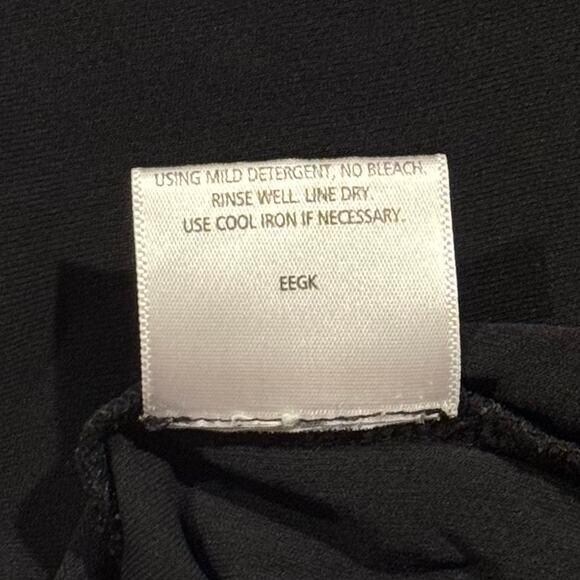 USING MILD DETERGENT, NO BLEACH.
RINSE WELL. LINE DRY.
USE COOL IRON IF NECESSARY.
EEGK